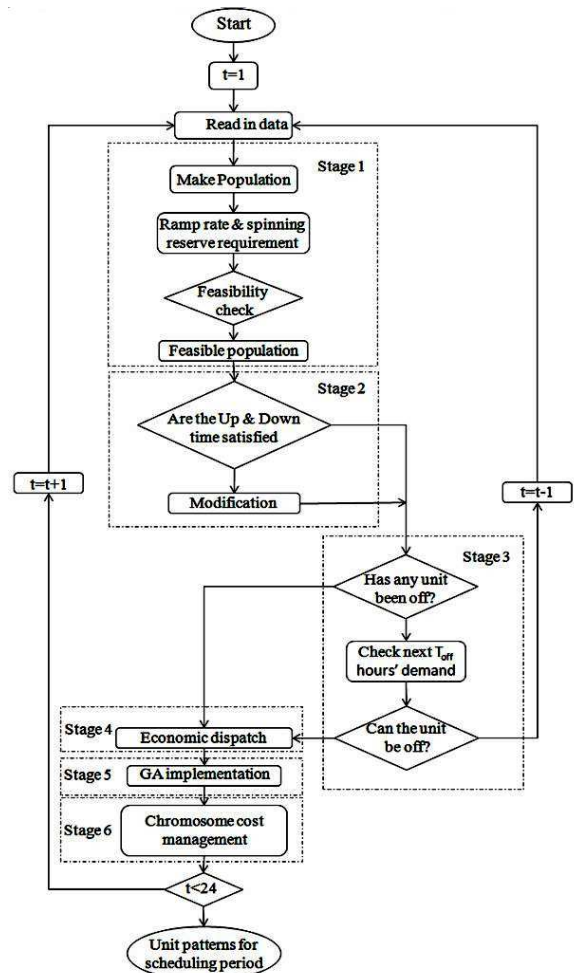 Start
t=1
Read in data
Stage 1
Make Population
Ramp rate & spinning
reserve requirement
Feasibility
check
Feasible population
Stage 2
Are the Up & Down
time satisfied
Modification
t=t+1
t=t-1
Stage 3
Has any unit
been off?
Check next Toff
hours' demand
Can the unit
be off?
Stage 4
Economic dispatch
Stage 5
GA implementation
Stage 6
Chromosome cost
management
t<24
Unit patterns for
scheduling period